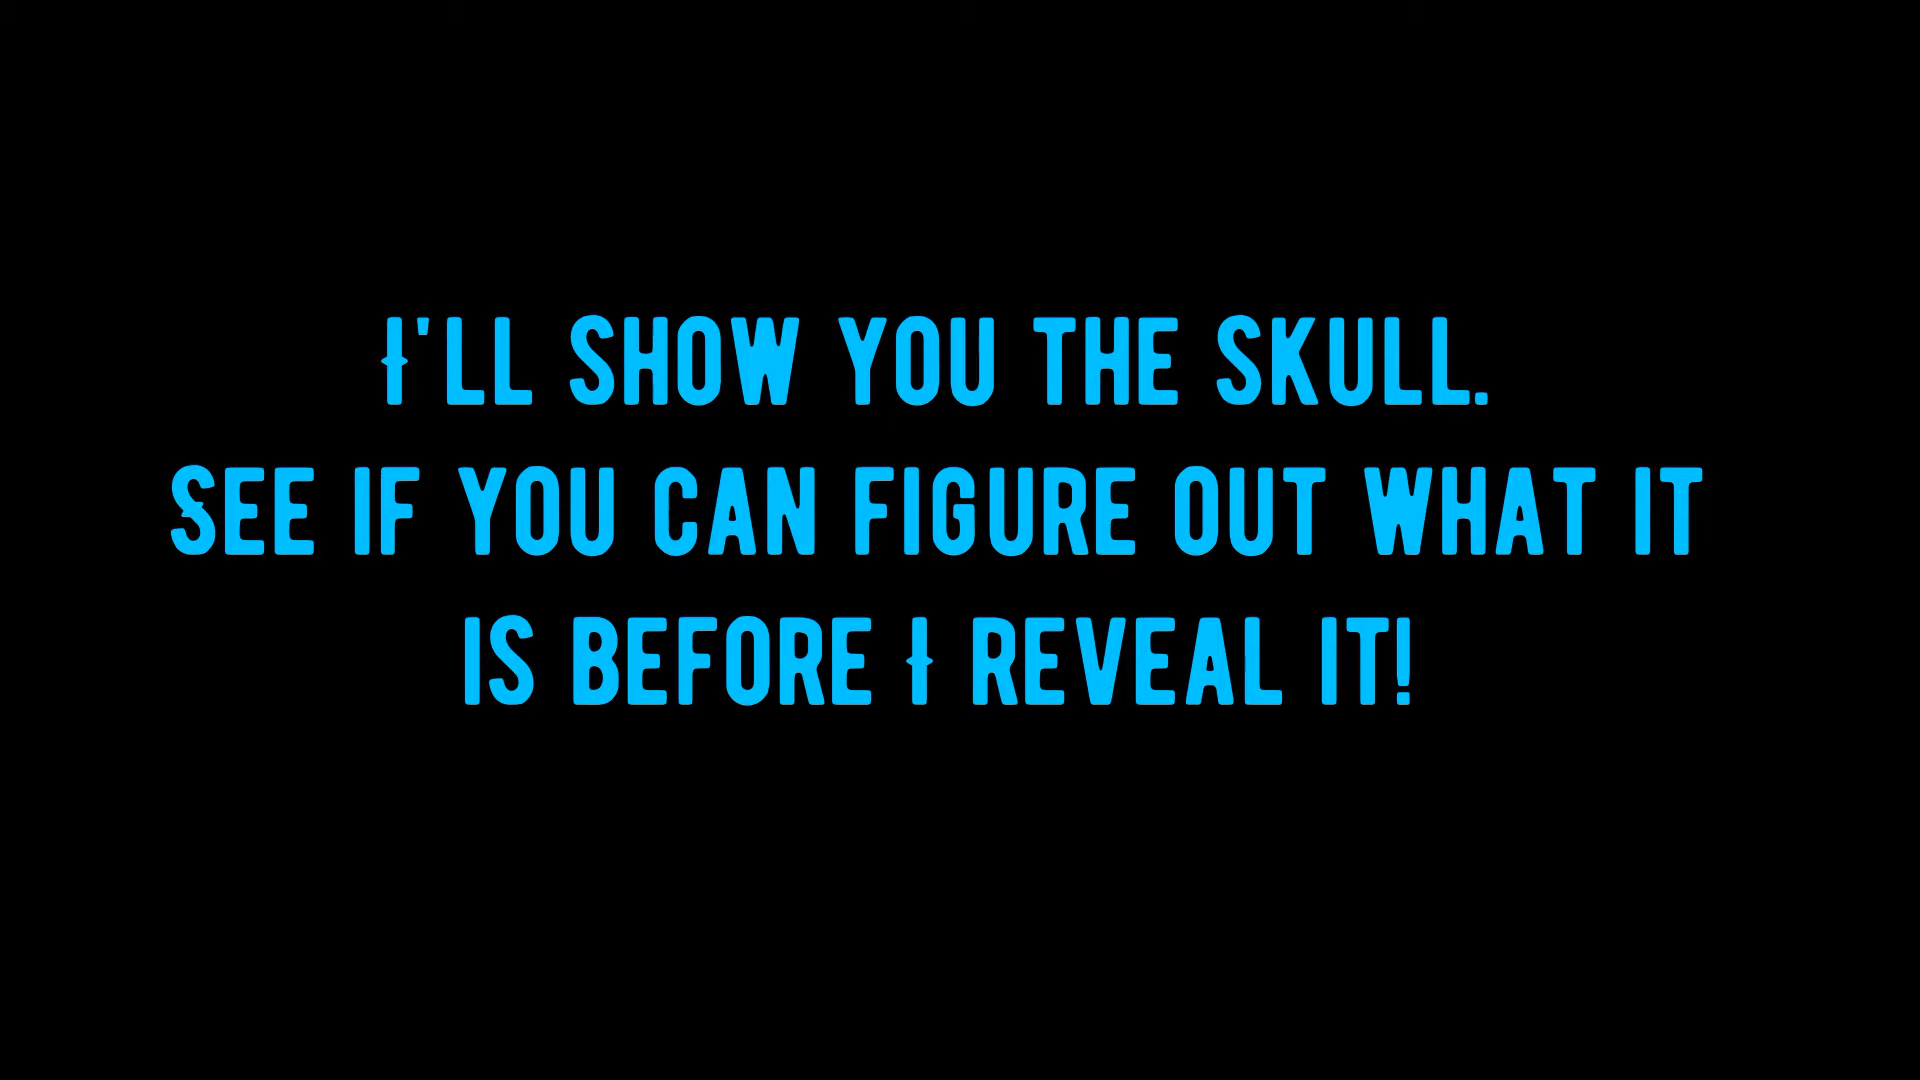 I'll show you the skull.
See if you can figure out what it
is before I reveal it!